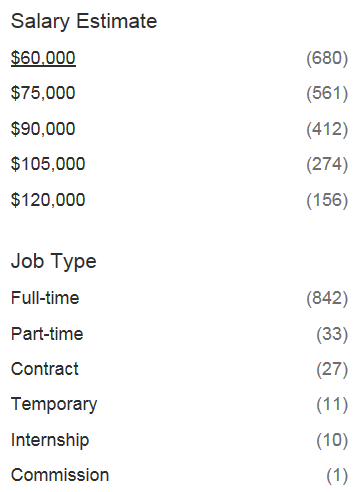 Salary Estimate
$60,000 (680)
$75,000 (561)
$90,000 (412)
$105,000 (274)
$120,000 (156)
Job Type
Full-time (842)
Part-time (33)
Contract (27)
Temporary (11)
Internship (10)
Commission (1)